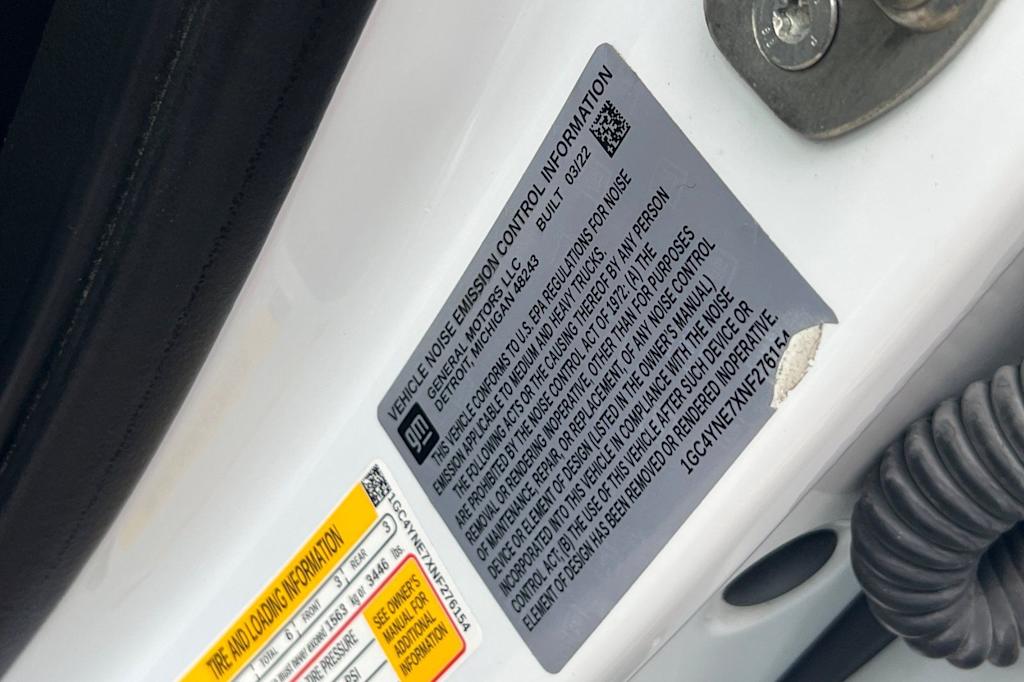 VEHICLE NOISE EMISSION CONTROL INFORMATION
gm
GENERAL MOTORS LLC
DETROIT, MICHIGAN 48243
BUILT 03/22
THIS VEHICLE CONFORMS TO U.S. EPA REGULATIONS FOR NOISE
EMISSION APPLICABLE TO MEDIUM AND HEAVY TRUCKS.
THE FOLLOWING ACTS OR THE CAUSING THEREOF BY ANY PERSON
ARE PROHIBITED BY THE NOISE CONTROL ACT OF 1972: (A) THE
REMOVAL OR RENDERING INOPERATIVE, OTHER THAN FOR PURPOSES
OF MAINTENANCE, REPAIR, OR REPLACEMENT, OF ANY NOISE CONTROL
DEVICE OR ELEMENT OF DESIGN (LISTED IN THE OWNER'S MANUAL)
INCORPORATED INTO THIS VEHICLE IN COMPLIANCE WITH THE NOISE
CONTROL ACT (B) THE USE OF THIS VEHICLE AFTER SUCH DEVICE OR
ELEMENT OF DESIGN HAS BEEN REMOVED OR RENDERED INOPERATIVE.
1GC4YNE7XNF276154
TIRE AND LOADING INFORMATION
1GC4YNE7XNF276154
TOTAL 6 FRONT 3 REAR 3
must never exceed 1563 kg or 3446 lbs.
TIRE PRESSURE
PSI
SEE OWNER'S
MANUAL FOR
ADDITIONAL
INFORMATION